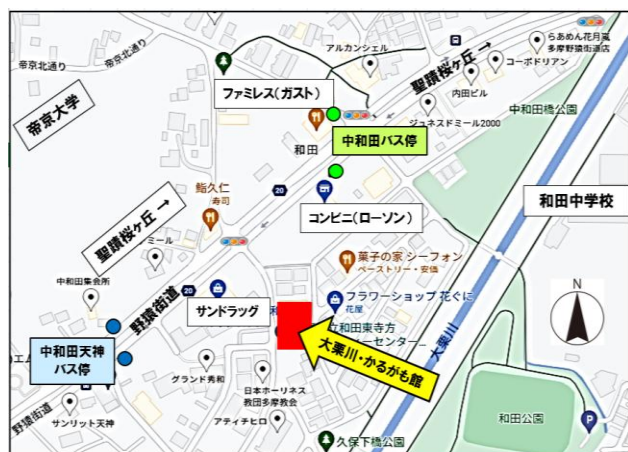 帝京北通り
帝京北通り
アルカンシェル
聖蹟桜ヶ丘 →
らあめん花月嵐
多摩野猿街道店
コーポドリアン
内田ビル
ファミレス(ガスト)
ジュネスドミール2000
中和田橋公園
帝京大学
和田
中和田バス停
20
コンビニ(ローソン)
和田中学校
鮨久仁
寿司
聖蹟桜ヶ丘 →
ミール
菓子の家 シーフォン
ペーストリー・安価
N
中和田集会所
20
野猿街道
サンドラッグ
フラワーショップ 花ぐに
花屋
大栗川
和
立和田東寺方
ーセンター
大栗川・かるがも館
中和田天神
バス停
エム
グランド秀和
日本ホーリネス
教団多摩教会
和田公園
P
野猿街道
サンリット天神
アティチヒロ
久保下橋公園